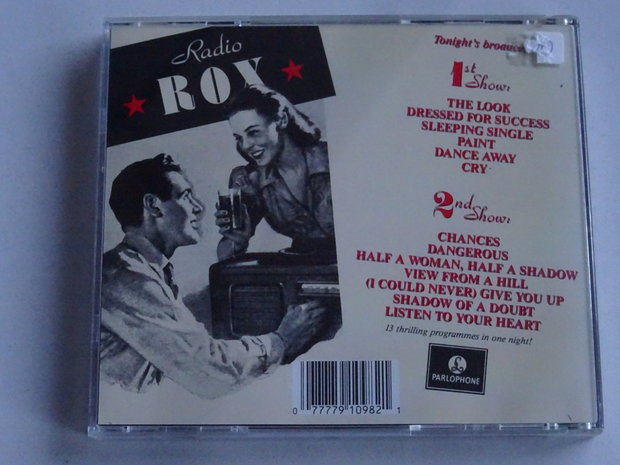 Radio
ROX
Tonight's
1st
Show:
THE LOOK
DRESSED FOR SUCCESS
SLEEPING SINGLE
PAINT
DANCE AWAY
CRY
2nd
Show:
CHANCES
DANGEROUS
HALF A WOMAN, HALF A SHADOW
VIEW FROM A HILL
(I COULD NEVER) GIVE YOU UP
SHADOW OF A DOUBT
LISTEN TO YOUR HEART
13 thrilling programmes in one night!
PARLOPHONE
0 77779 10982 1